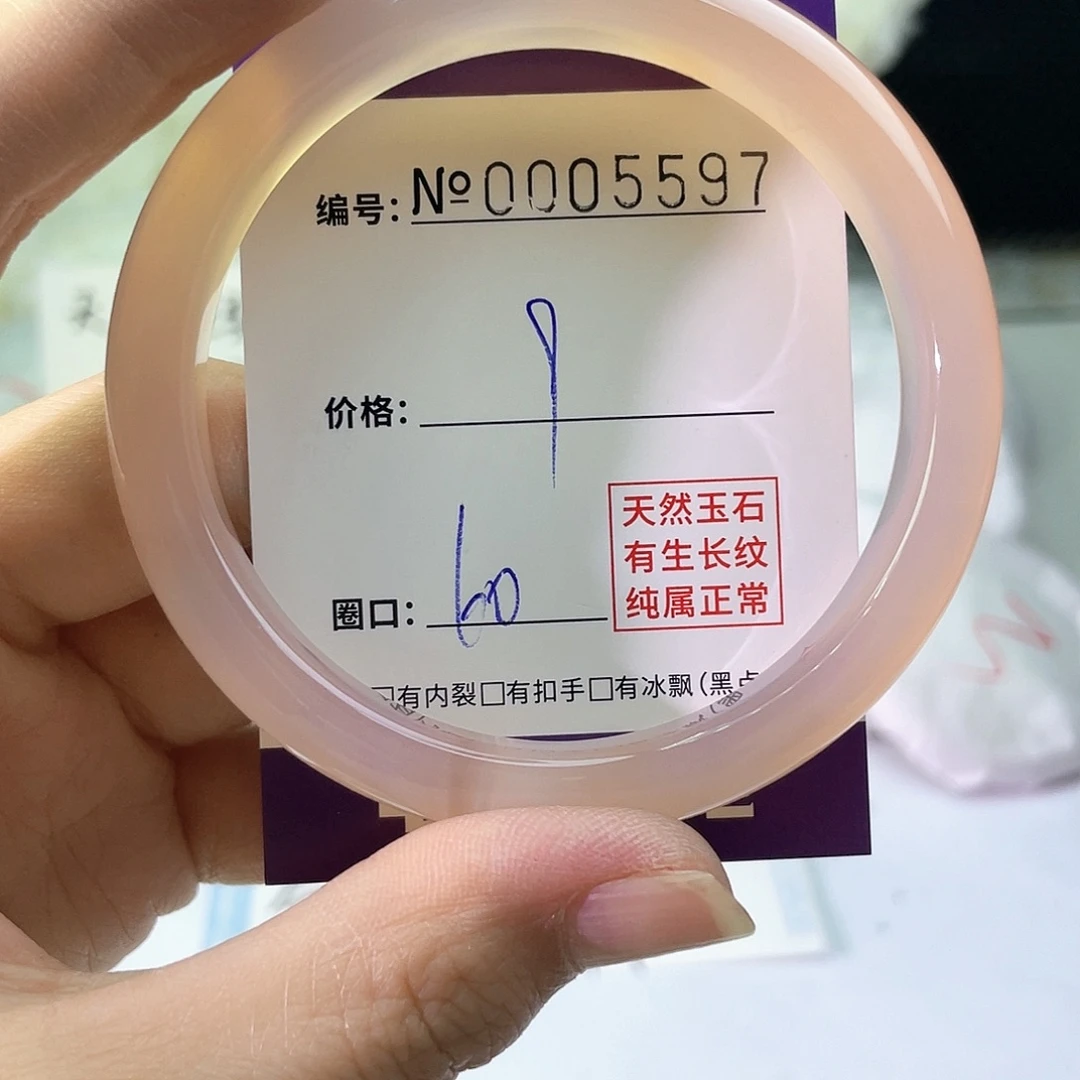 编号: №0005597
价格:
圈口: 60
天然玉石
有生长纹
纯属正常
□有内裂□有扣手□有冰飘(黑点